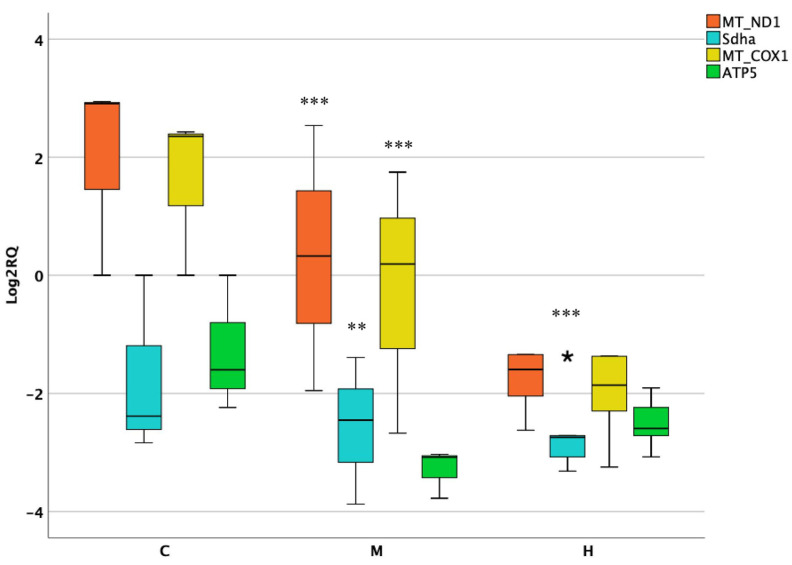 MT_ND1
Sdha
MT_COX1
ATP5
4
2
0
−2
−4
Log2RQ
***
***
**
***
*
C
M
H